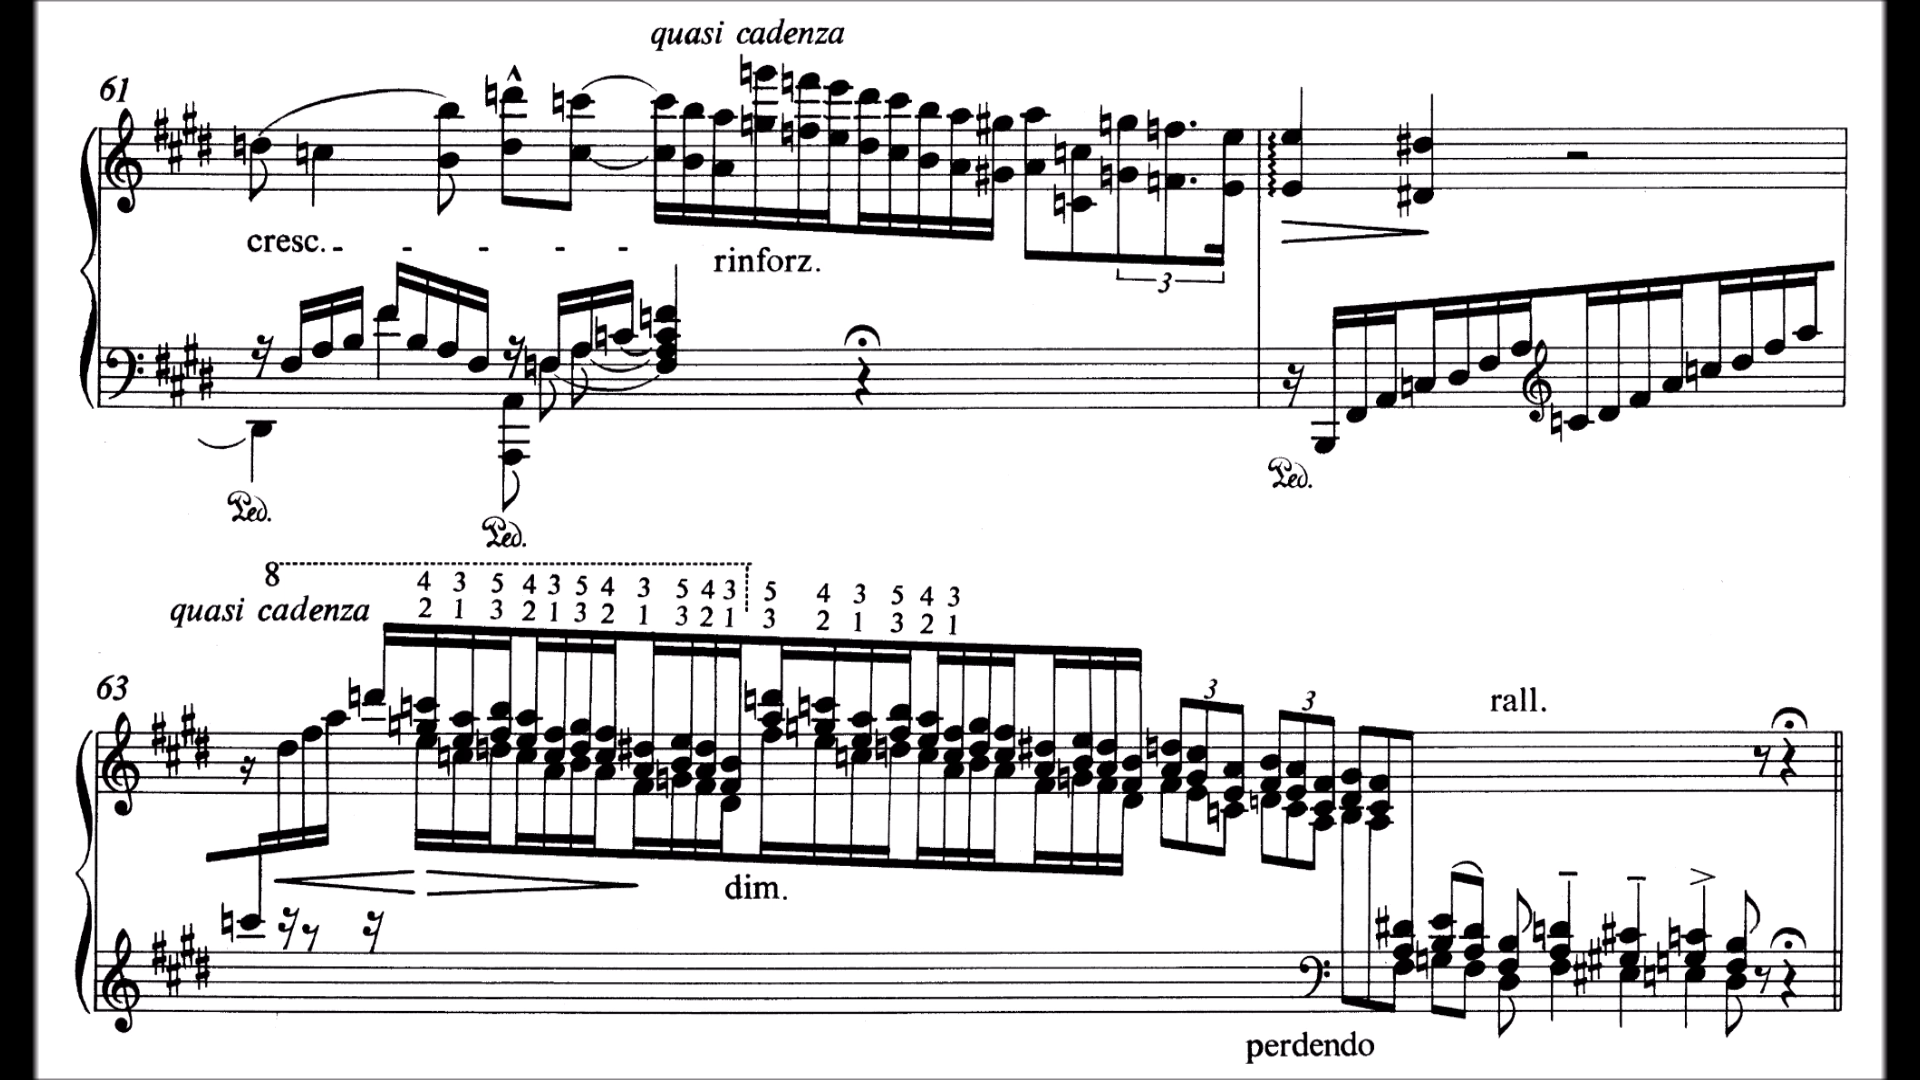 quasi cadenza
61
cresc. - - - - -
rinforz.
3
Ped.
Ped.
Ped.
8
4 3 5 4 3 5 4 3 5 4 3 5 4 3 5 4 3
quasi cadenza
2 1 3 2 1 3 2 1 3 2 1 3 2 1 3 2 1
63
3
3
rall.
dim.
perdendo